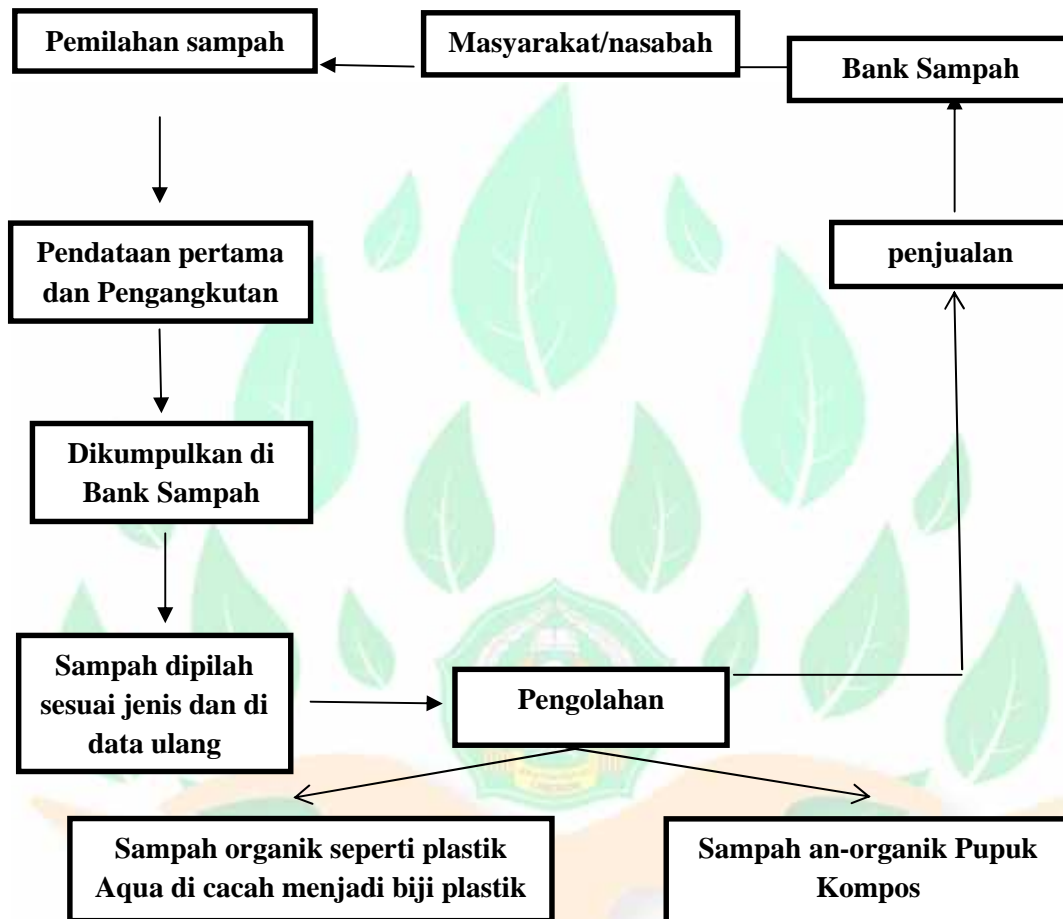 Pemilahan sampah
Masyarakat/nasabah
Bank Sampah
Pendataan pertama
dan Pengangkutan
penjualan
Dikumpulkan di
Bank Sampah
Sampah dipilah
sesuai jenis dan di
data ulang
Pengolahan
Sampah organik seperti plastik
Aqua di cacah menjadi biji plastik
Sampah an-organik Pupuk
Kompos